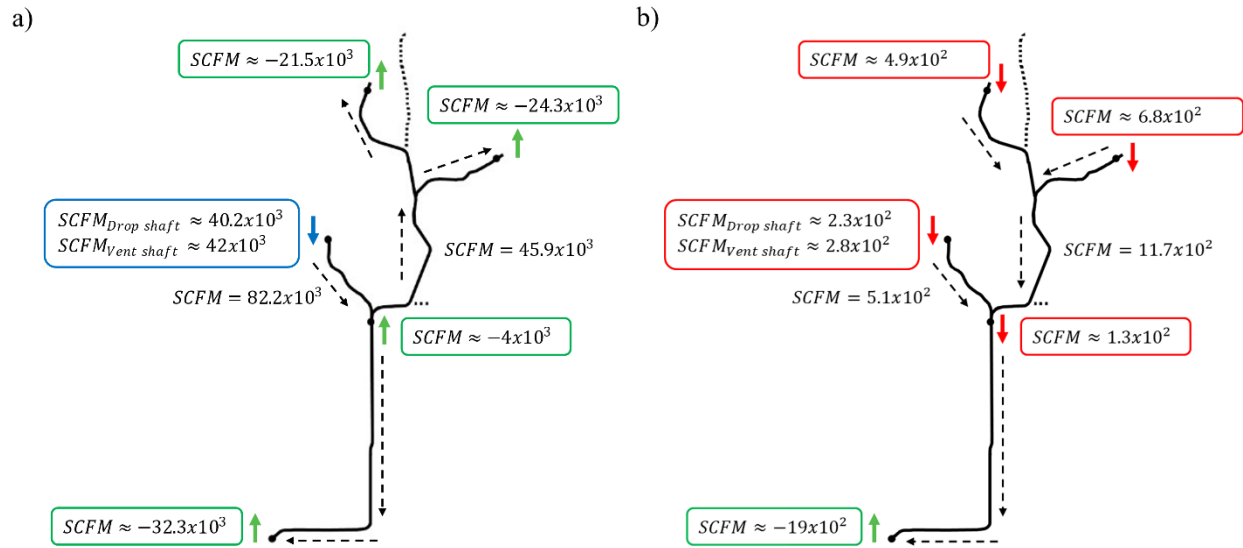 a)
SCFM ≈ −21.5x10³
SCFM ≈ −24.3x10³
SCFM_Drop shaft ≈ 40.2x10³
SCFM_Vent shaft ≈ 42x10³
SCFM = 45.9x10³
SCFM = 82.2x10³
...
SCFM ≈ −4x10³
SCFM ≈ −32.3x10³
b)
SCFM ≈ 4.9x10²
SCFM ≈ 6.8x10²
SCFM_Drop shaft ≈ 2.3x10²
SCFM_Vent shaft ≈ 2.8x10²
SCFM = 11.7x10²
SCFM = 5.1x10²
...
SCFM ≈ 1.3x10²
SCFM ≈ −19x10²